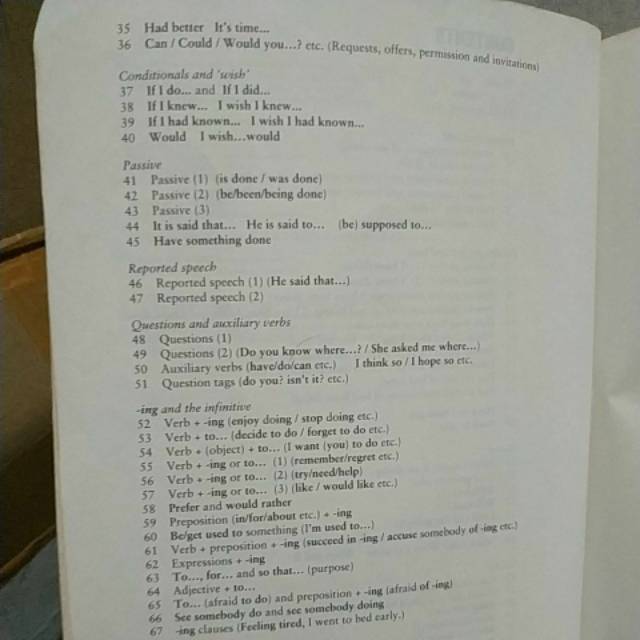 35 Had better It's time...
36 Can / Could / Would you...? etc. (Requests, offers, permission and invitations)
Conditionals and 'wish'
37 If I do... and If I did...
38 If I knew... I wish I knew...
39 If I had known... I wish I had known...
40 Would I wish...would
Passive
41 Passive (1) (is done / was done)
42 Passive (2) (be/been/being done)
43 Passive (3)
44 It is said that... He is said to... (be) supposed to...
45 Have something done
Reported speech
46 Reported speech (1) (He said that...)
47 Reported speech (2)
Questions and auxiliary verbs
48 Questions (1)
49 Questions (2) (Do you know where...? / She asked me where...)
50 Auxiliary verbs (have/do/can etc.) I think so / I hope so etc.
51 Question tags (do you? isn't it? etc.)
-ing and the infinitive
52 Verb + -ing (enjoy doing / stop doing etc.)
53 Verb + to... (decide to do / forget to do etc.)
54 Verb + (object) + to... (I want (you) to do etc.)
55 Verb + -ing or to... (1) (remember/regret etc.)
56 Verb + -ing or to... (2) (try/need/help)
57 Verb + -ing or to... (3) (like / would like etc.)
58 Prefer and would rather
59 Preposition (in/for/about etc.) + -ing
60 Be/get used to something (I'm used to...)
61 Verb + preposition + -ing (succeed in -ing / accuse somebody of -ing etc.)
62 Expressions + -ing
63 To..., for... and so that... (purpose)
64 Adjective + to...
65 To... (afraid to do) and preposition + -ing (afraid of -ing)
66 See somebody do and see somebody doing
67 -ing clauses (Feeling tired, I went to bed early.)